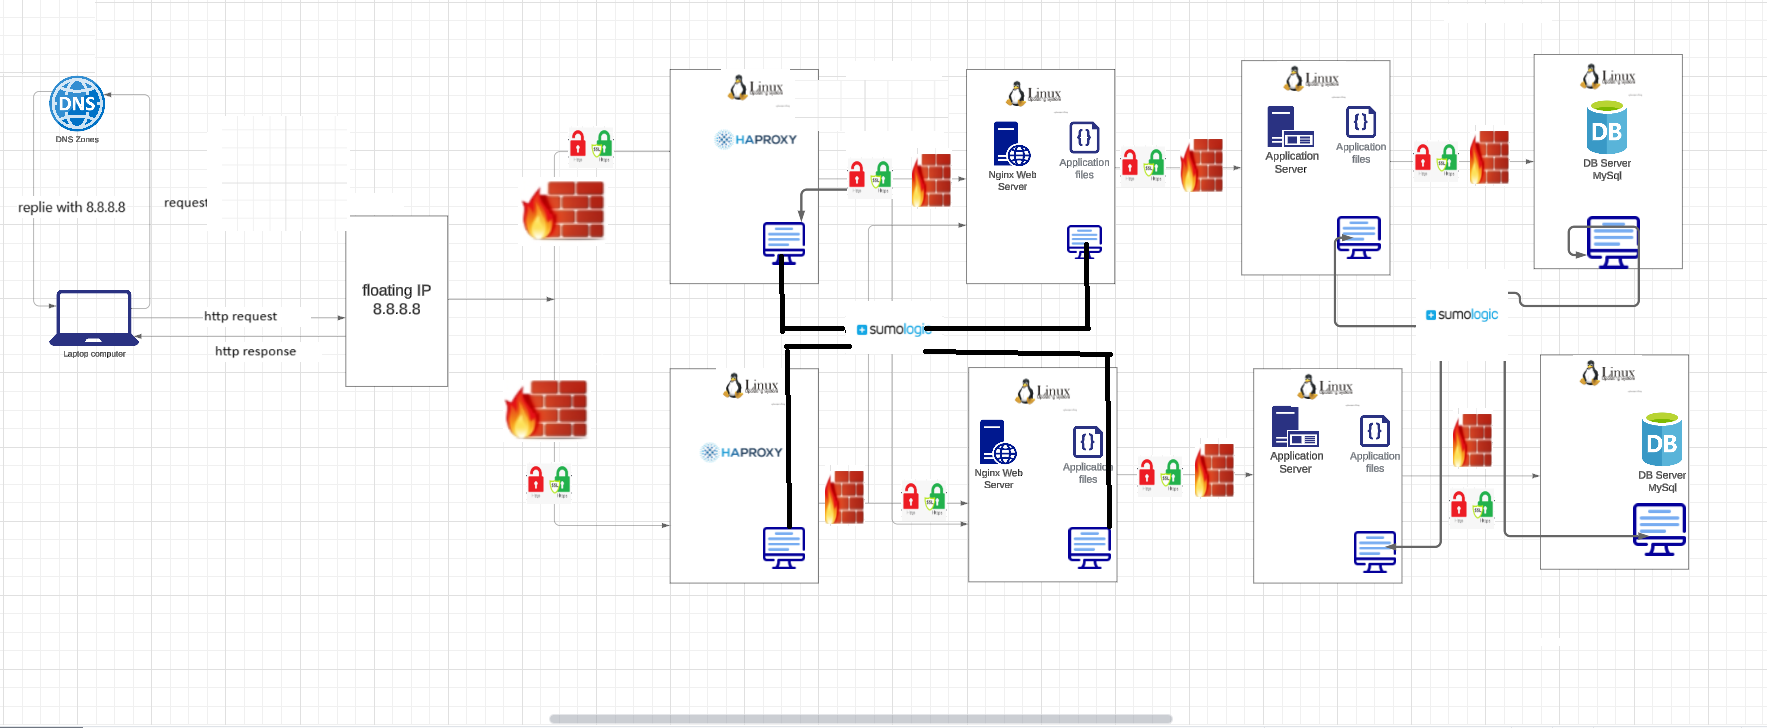 DNS
DNS Zones
replie with 8.8.8.8
request
Laptop computer
http request
http response
floating IP
8.8.8.8
Linux
HAPROXY
Linux
Nginx Web
Server
Application
files
Linux
Application
Server
Application
files
Linux
DB
DB Server
MySql
sumologic
sumologic
Linux
HAPROXY
Linux
Nginx Web
Server
Application
files
Linux
Application
Server
Application
files
Linux
DB
DB Server
MySql